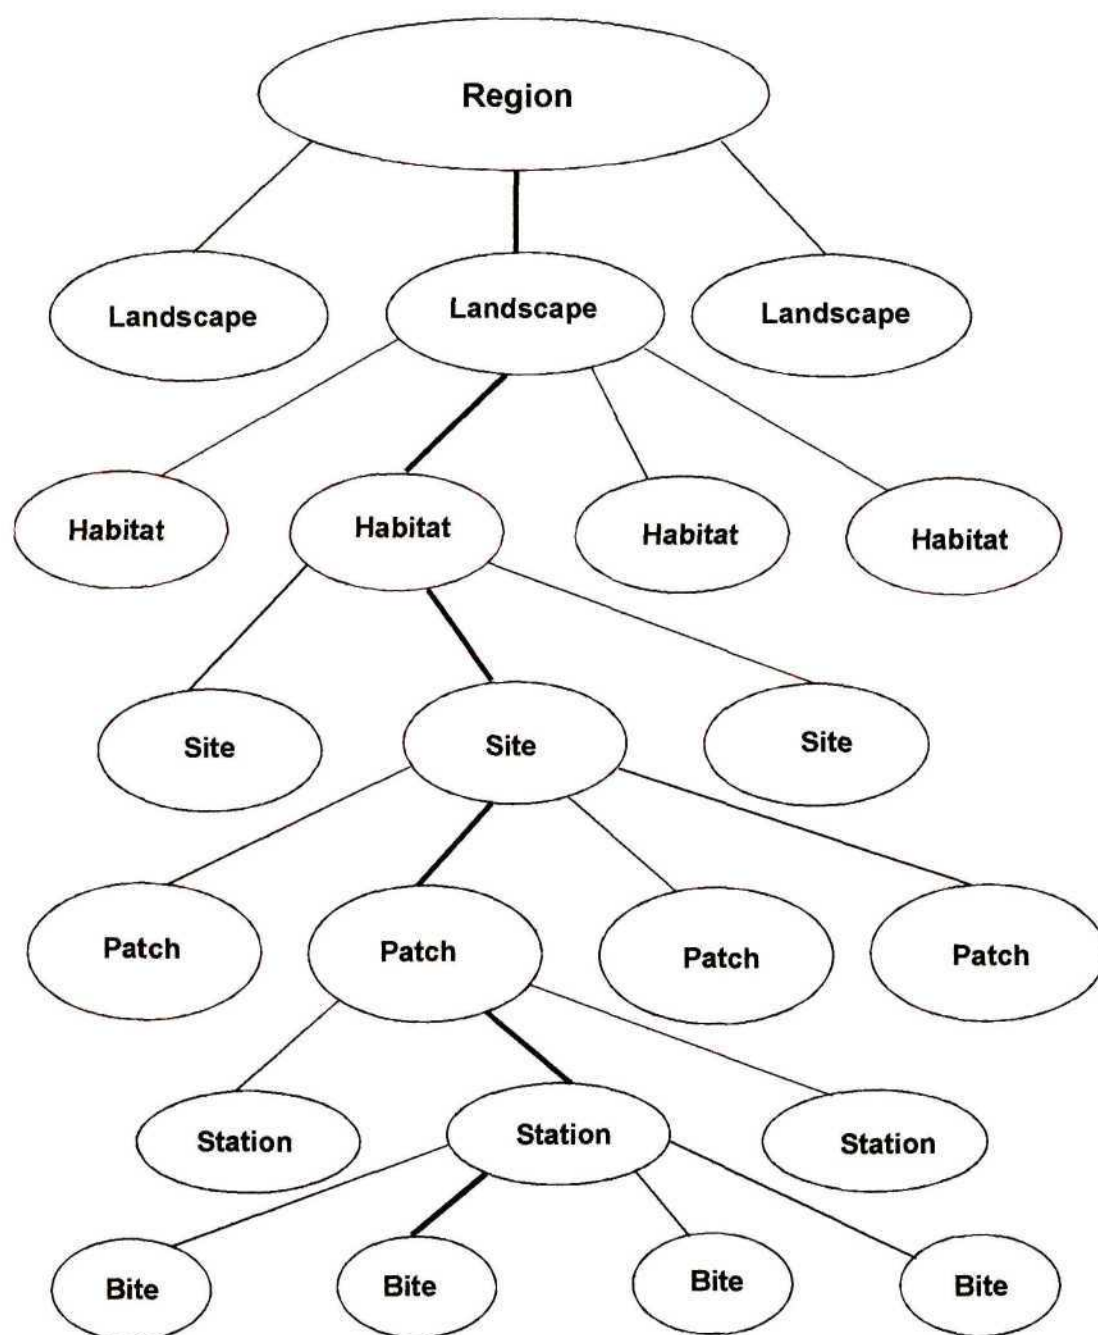 Region
Landscape
Landscape
Landscape
Habitat
Habitat
Habitat
Habitat
Site
Site
Site
Patch
Patch
Patch
Patch
Station
Station
Station
Bite
Bite
Bite
Bite